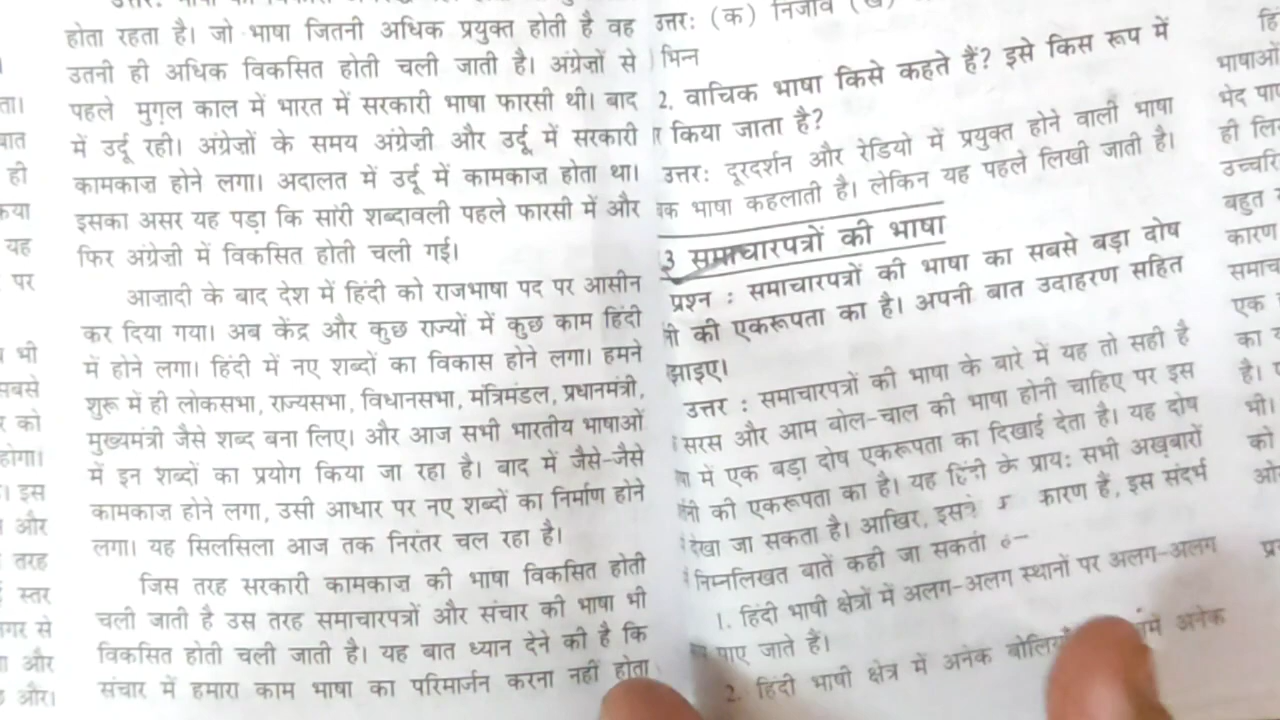 होता रहता है। जो भाषा जितनी अधिक प्रयुक्त होती है वह
उतनी ही अधिक विकसित होती चली जाती है। अंग्रेजों से
पहले मुग़ल काल में भारत में सरकारी भाषा फारसी थी। बाद
में उर्दू रही। अंग्रेजों के समय अंग्रेजी और उर्दू में सरकारी
कामकाज होने लगा। अदालत में उर्दू में कामकाज होता था।
इसका असर यह पड़ा कि सारी शब्दावली पहले फारसी में और
फिर अंग्रेजी में विकसित होती चली गई।
आज़ादी के बाद देश में हिंदी को राजभाषा पद पर आसीन
कर दिया गया। अब केंद्र और कुछ राज्यों में कुछ काम हिंदी
में होने लगा। हिंदी में नए शब्दों का विकास होने लगा। हमने
शुरू में ही लोकसभा, राज्यसभा, विधानसभा, मंत्रिमंडल, प्रधानमंत्री,
मुख्यमंत्री जैसे शब्द बना लिए। और आज सभी भारतीय भाषाओं
में इन शब्दों का प्रयोग किया जा रहा है। बाद में जैसे-जैसे
कामकाज होने लगा, उसी आधार पर नए शब्दों का निर्माण होने
लगा। यह सिलसिला आज तक निरंतर चल रहा है।
जिस तरह सरकारी कामकाज की भाषा विकसित होती
चली जाती है उस तरह समाचारपत्रों और संचार की भाषा भी
विकसित होती चली जाती है। यह बात ध्यान देने की है कि
संचार में हमारा काम भाषा का परिमार्जन करना नहीं होता
उत्तर: (क) निर्जीव (ख)
भिन्न
2. वाचिक भाषा किसे कहते हैं? इसे किस रूप में
किया जाता है?
उत्तर: दूरदर्शन और रेडियो में प्रयुक्त होने वाली भाषा
भाषा कहलाती है। लेकिन यह पहले लिखी जाती है।
3 समाचारपत्रों की भाषा
प्रश्न : समाचारपत्रों की भाषा का सबसे बड़ा दोष
की एकरूपता का है। अपनी बात उदाहरण सहित
झाइए।
उत्तर : समाचारपत्रों की भाषा के बारे में यह तो सही है
सरस और आम बोल-चाल की भाषा होनी चाहिए पर इस
में एक बड़ा दोष एकरूपता का दिखाई देता है। यह दोष
की एकरूपता का है। यह हिन्दी के प्राय: सभी अख़बारों
देखा जा सकता है। आखिर, इसके कारण है, इस संदर्भ
निम्नलिखत बातें कही जा सकती
1. हिंदी भाषी क्षेत्रों में अलग-अलग स्थानों पर अलग-अलग
पाए जाते हैं।
2. हिंदी भाषी क्षेत्र में अनेक बोलियाँ अनेक